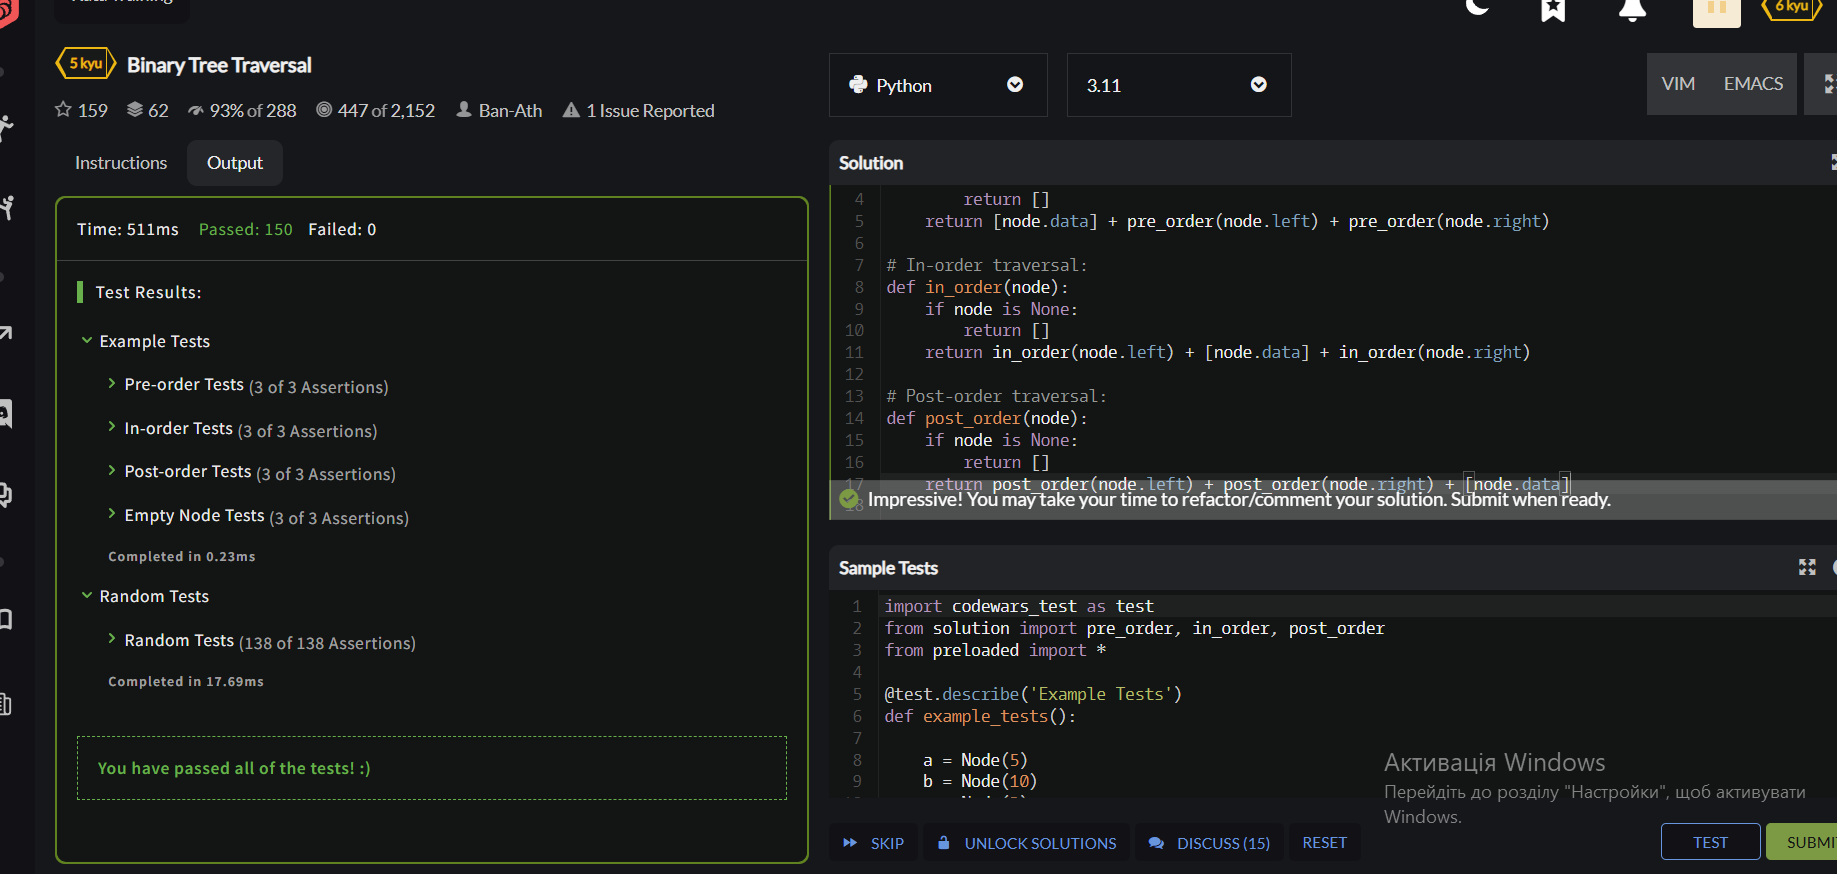 6 kyu
5 kyu Binary Tree Traversal
159 62 93% of 288 447 of 2,152 Ban-Ath 1 Issue Reported
Instructions Output
Time: 511ms Passed: 150 Failed: 0
Test Results:
Example Tests
Pre-order Tests (3 of 3 Assertions)
In-order Tests (3 of 3 Assertions)
Post-order Tests (3 of 3 Assertions)
Empty Node Tests (3 of 3 Assertions)
Completed in 0.23ms
Random Tests
Random Tests (138 of 138 Assertions)
Completed in 17.69ms
You have passed all of the tests! :)
Python 3.11 VIM EMACS
Solution
4 return []
5 return [node.data] + pre_order(node.left) + pre_order(node.right)
6
7 # In-order traversal:
8 def in_order(node):
9 if node is None:
10 return []
11 return in_order(node.left) + [node.data] + in_order(node.right)
12
13 # Post-order traversal:
14 def post_order(node):
15 if node is None:
16 return []
17 return post_order(node.left) + post_order(node.right) + [node.data]
18
Impressive! You may take your time to refactor/comment your solution. Submit when ready.
Sample Tests
1 import codewars_test as test
2 from solution import pre_order, in_order, post_order
3 from preloaded import *
4
5 @test.describe('Example Tests')
6 def example_tests():
7
8 a = Node(5)
9 b = Node(10)
Активація Windows
Перейдіть до розділу "Настройки", щоб активувати
Windows.
SKIP UNLOCK SOLUTIONS DISCUSS (15) RESET TEST SUBMI